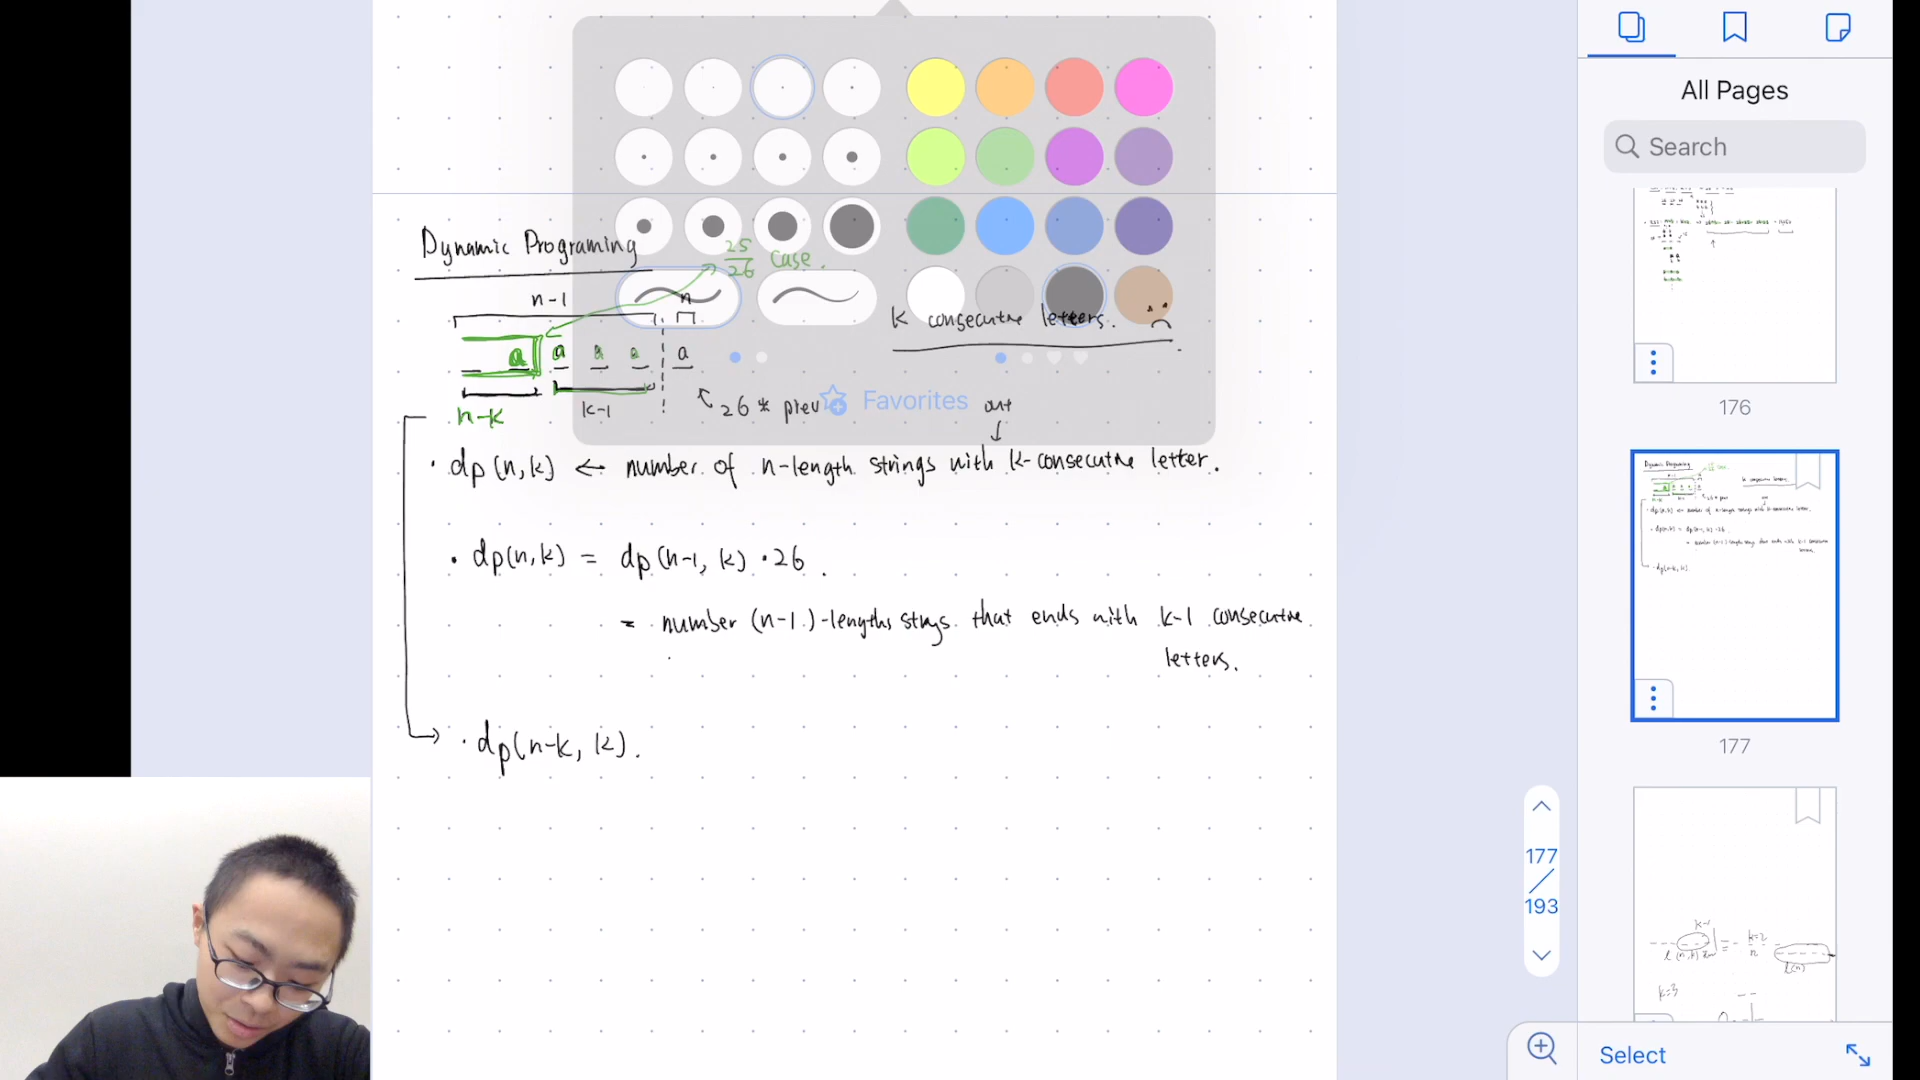 All Pages
Search
Dynamic Programing
25
26
case.
n-1
n
k consecutive letters.
a a a a a
n-k
k-1
26 * prev
Favorites
out
· dp(n,k) ← number of n-length strings with k-consecutive letter.
· dp(n,k) = dp(n-1, k) · 26.
= number (n-1)-lengths strings that ends with k-1 consecutive
letters.
· dp(n-k, k).
176
177
177
193
k=3
Select